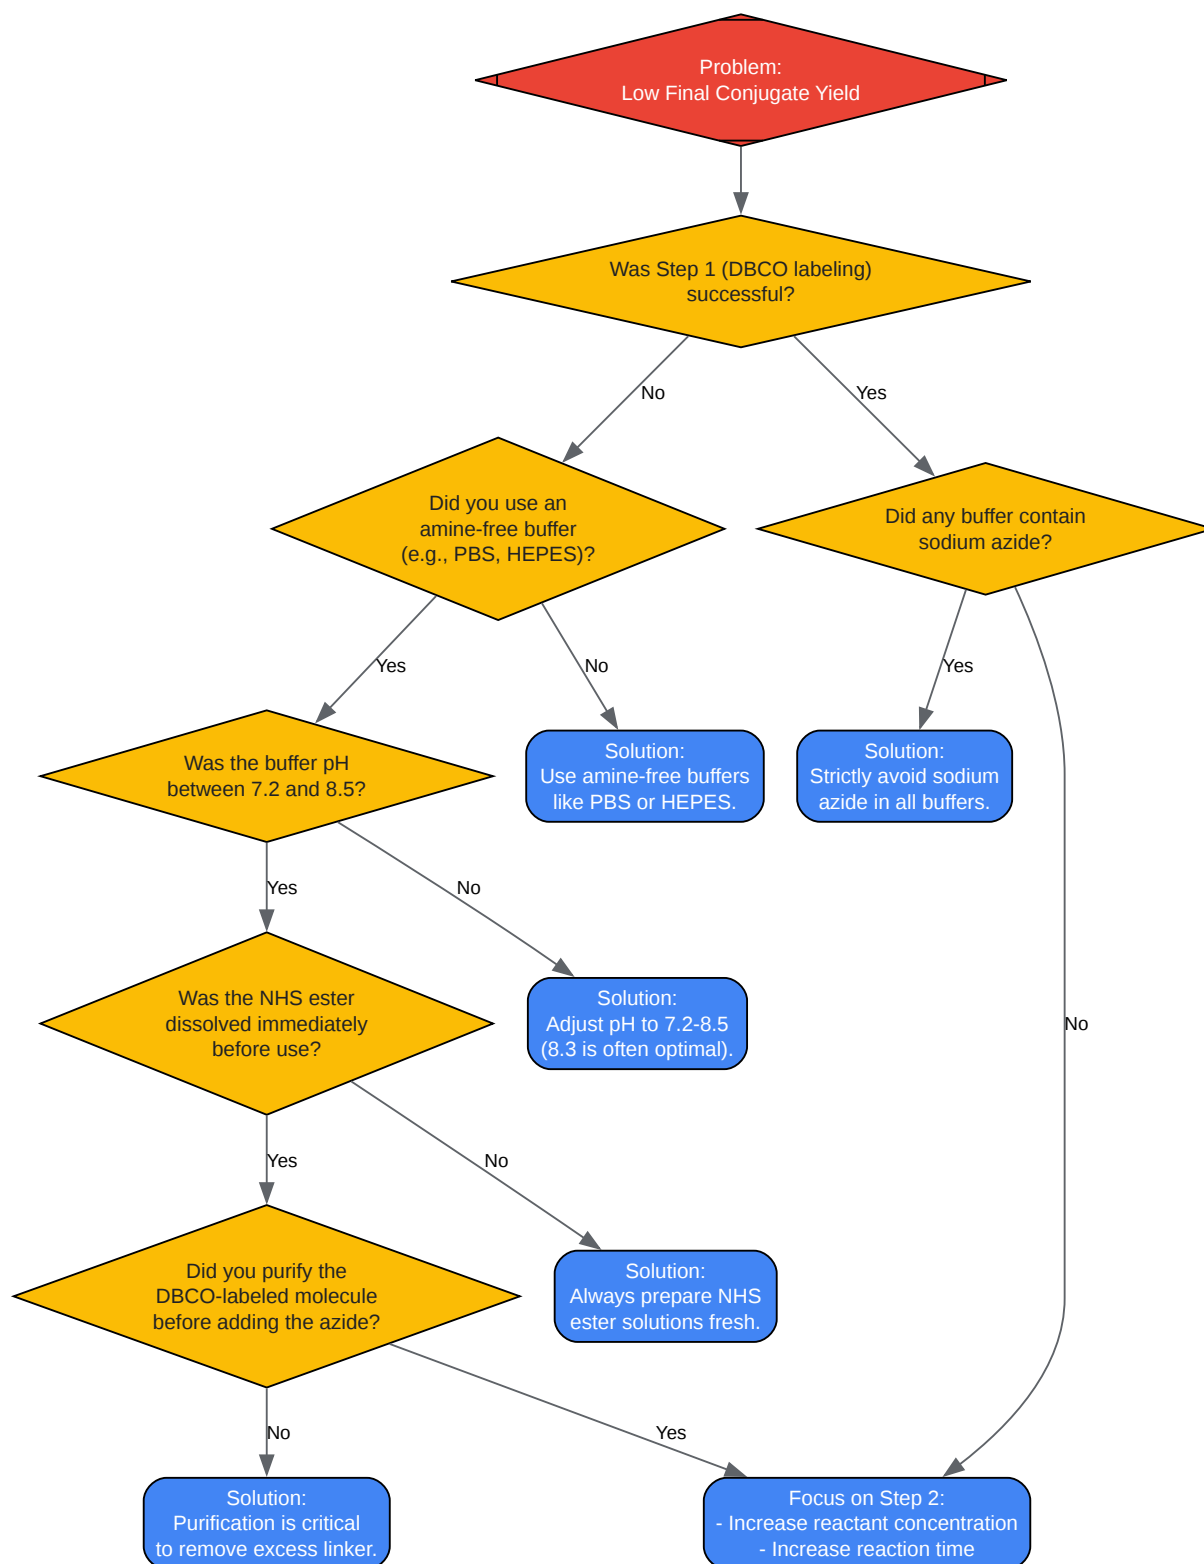 Problem:
Low Final Conjugate Yield
Was Step 1 (DBCO labeling)
successful?
No
Yes
Did you use an
amine-free buffer
(e.g., PBS, HEPES)?
Did any buffer contain
sodium azide?
Yes
No
Yes
Was the buffer pH
between 7.2 and 8.5?
Solution:
Use amine-free buffers
like PBS or HEPES.
Solution:
Strictly avoid sodium
azide in all buffers.
Yes
No
Was the NHS ester
dissolved immediately
before use?
Solution:
Adjust pH to 7.2-8.5
(8.3 is often optimal).
No
Yes
No
Did you purify the
DBCO-labeled molecule
before adding the azide?
Solution:
Always prepare NHS
ester solutions fresh.
No
Yes
Solution:
Purification is critical
to remove excess linker.
Focus on Step 2:
- Increase reactant concentration
- Increase reaction time